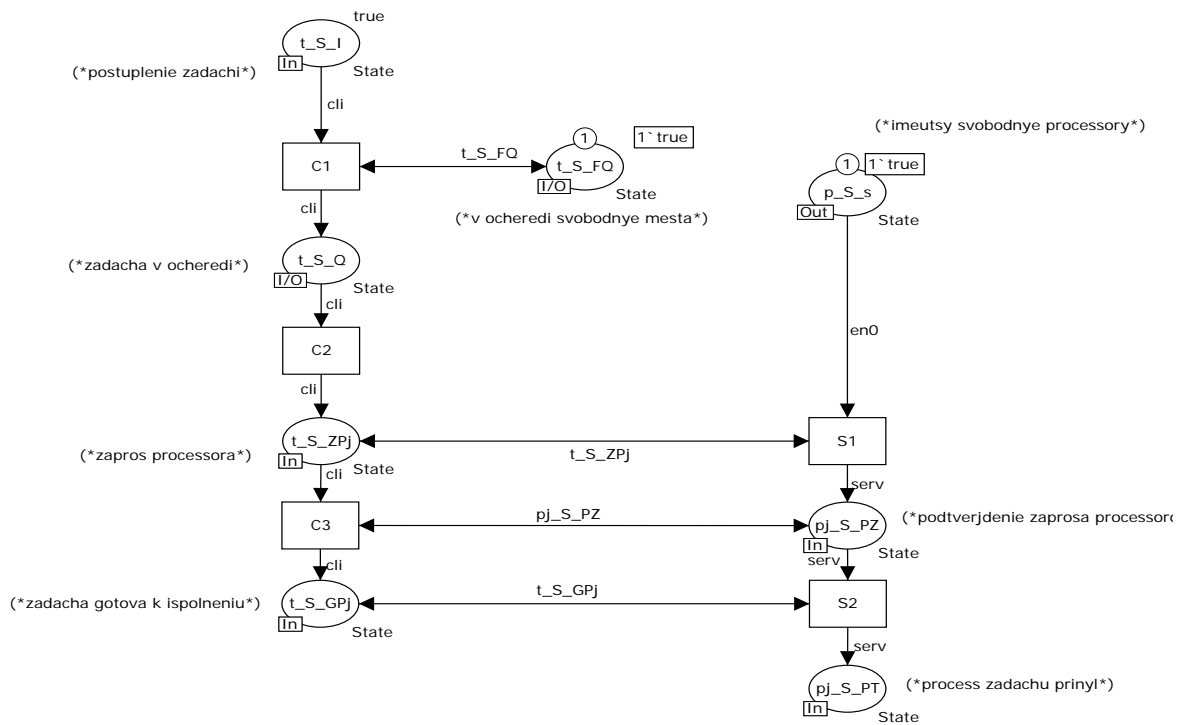 true
t_S_I
In
State
(*postuplenie zadachi*)
cli
(*imeutsy svobodnye processory*)
1
1`true
C1
t_S_FQ
t_S_FQ
I/O
State
1
1`true
p_S_s
Out
State
cli
(*v ocheredi svobodnye mesta*)
(*zadacha v ocheredi*)
t_S_Q
I/O
State
cli
en0
C2
cli
t_S_ZPj
In
State
(*zapros processora*)
t_S_ZPj
S1
cli
serv
C3
pj_S_PZ
pj_S_PZ
In
State
(*podtverjdenie zaprosa
cli
serv
(*zadacha gotova k ispolneniu*)
t_S_GPj
In
State
t_S_GPj
S2
serv
pj_S_PT
In
State
(*process zadachu prinyl*)